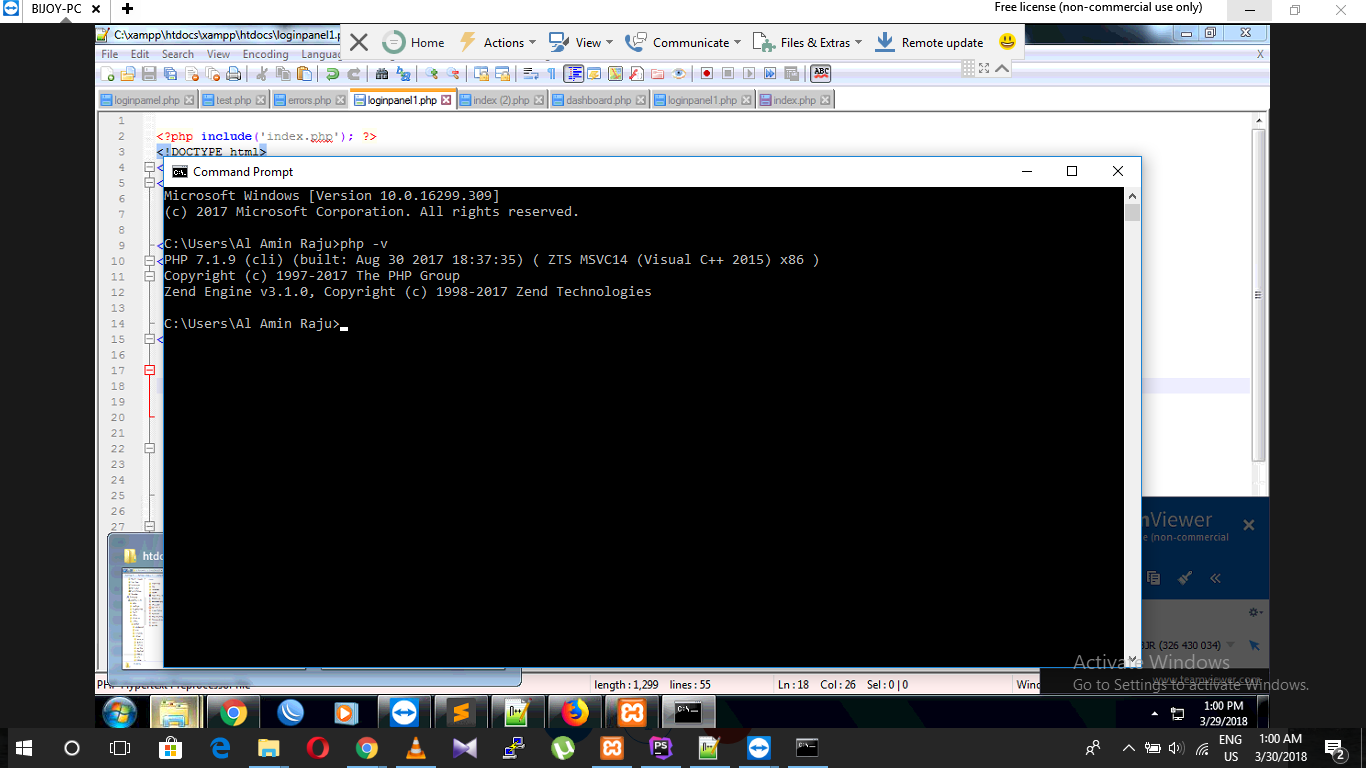 BIJOY-PC
Free license (non-commercial use only)
C:\xampp\htdocs\xampp\htdocs\loginpanel1.p
Home Actions View Communicate Files & Extras Remote update
File Edit Search View Encoding Langua
X
loginpamel.php test.php errors.php loginpanel1.php index (2).php dashboard.php loginpanel1.php index.php
1
2 <?php include('index.php'); ?>
3 <!DOCTYPE html>
4 <
5 <
6
7
8
9 <
10 <
11
12
13
14
15 <
16
17
18
19
20
21
22
23
24
25
26
27
Command Prompt
Microsoft Windows [Version 10.0.16299.309]
(c) 2017 Microsoft Corporation. All rights reserved.
C:\Users\Al Amin Raju>php -v
PHP 7.1.9 (cli) (built: Aug 30 2017 18:37:35) ( ZTS MSVC14 (Visual C++ 2015) x86 )
Copyright (c) 1997-2017 The PHP Group
Zend Engine v3.1.0, Copyright (c) 1998-2017 Zend Technologies
C:\Users\Al Amin Raju>
htdo
nViewer
e (non-commercial
JR (326 430 034)
www.teamviewer.com
Activate Windows
Go to Settings to activate Windows.
PHP Hypertext Preprocessor file length : 1,299 lines : 55 Ln : 18 Col : 26 Sel : 0 | 0 Winc
1:00 PM
3/29/2018
ENG
US
1:00 AM
3/30/2018
2